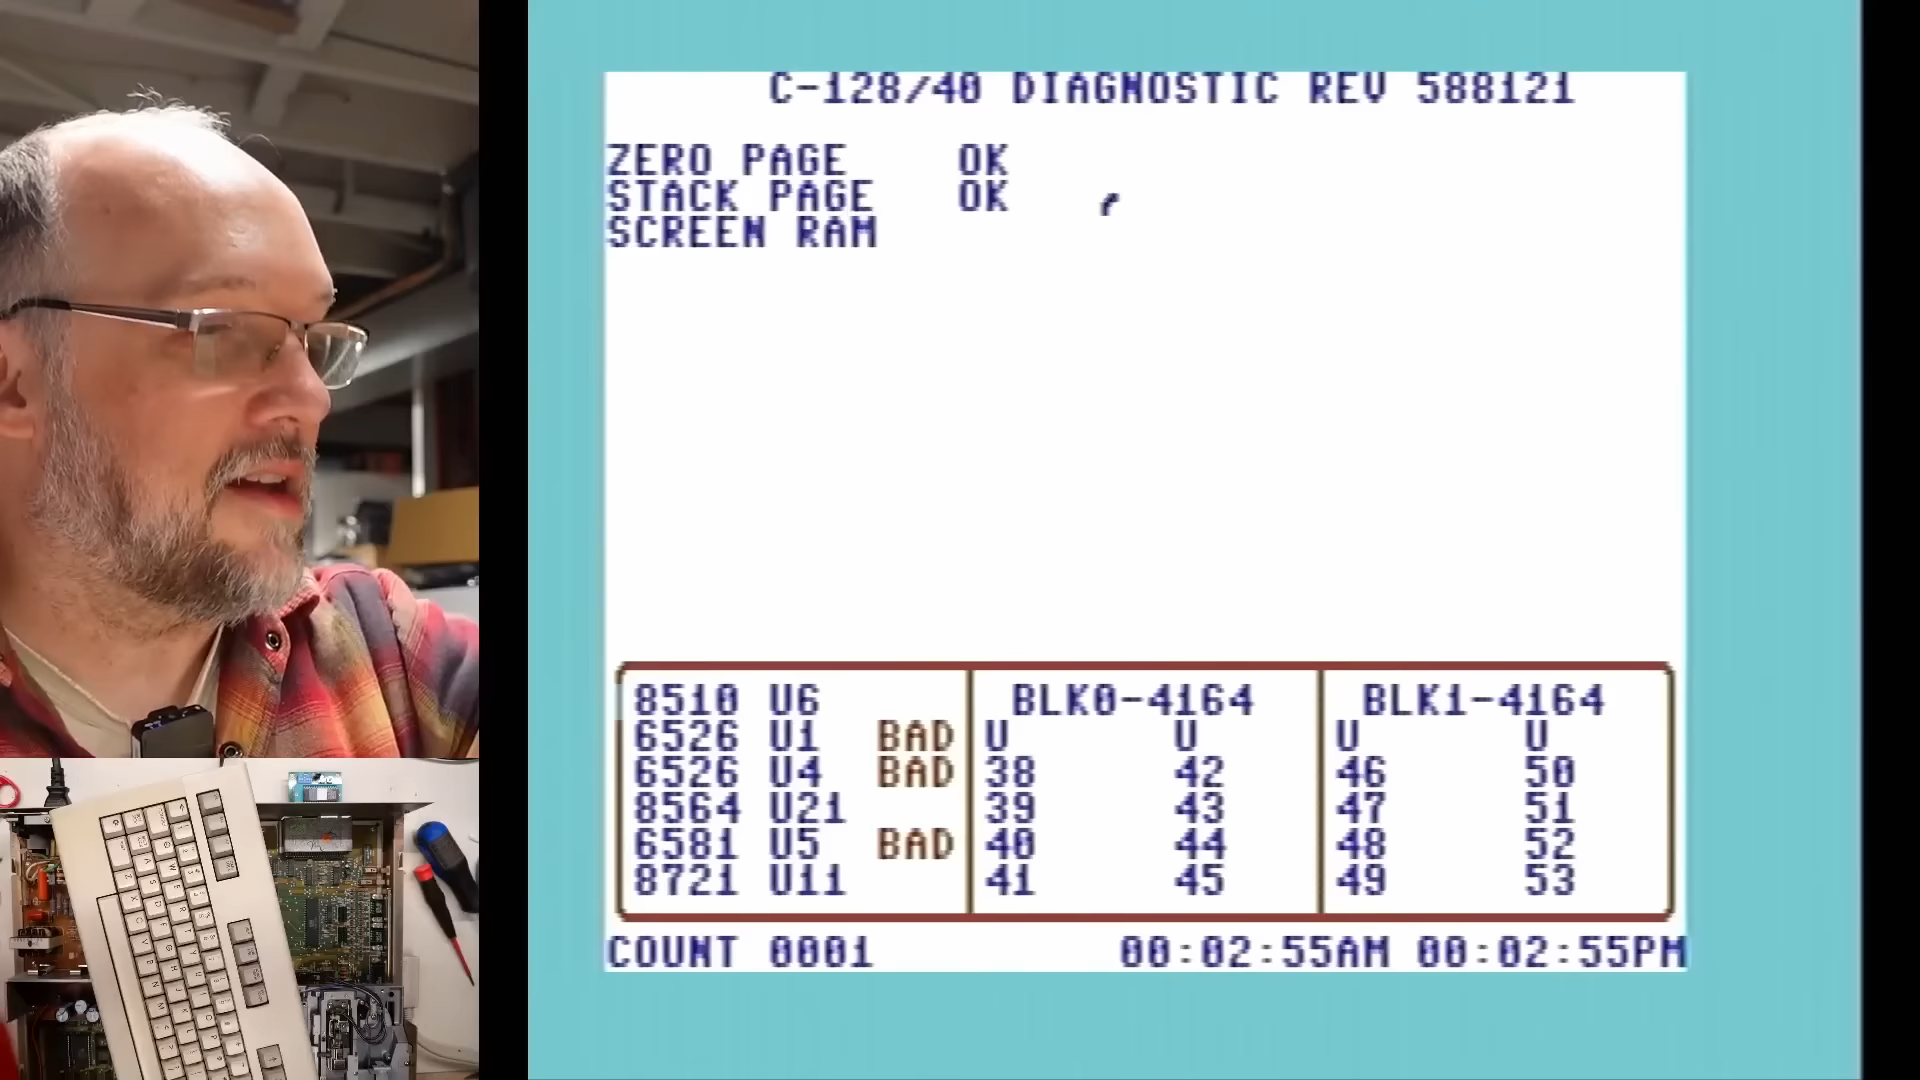 C-128/40 DIAGNOSTIC REV 588121
ZERO PAGE OK
STACK PAGE OK
SCREEN RAM
8510 U6 BLK0-4164 BLK1-4164
6526 U1 BAD U U U U
6526 U4 BAD 38 42 46 50
8564 U21 39 43 47 51
6581 U5 BAD 40 44 48 52
8721 U11 41 45 49 53
COUNT 0001 00:02:55AM 00:02:55PM